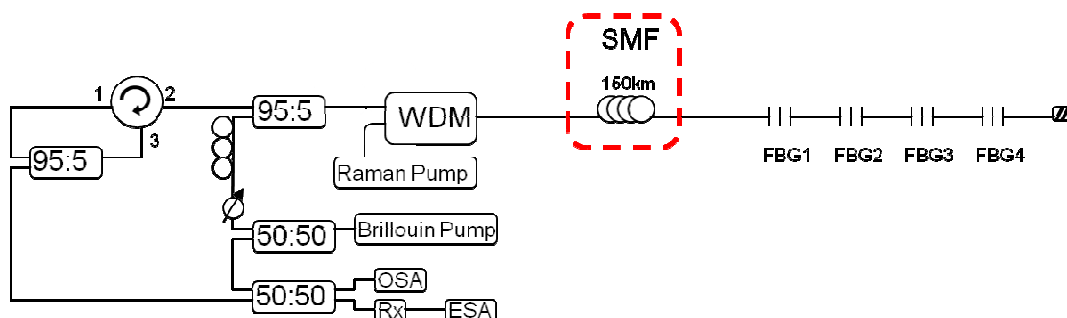 SMF
150km
1
2
3
95:5
95:5
WDM
Raman Pump
FBG1
FBG2
FBG3
FBG4
50:50
Brillouin Pump
50:50
OSA
Rx
ESA